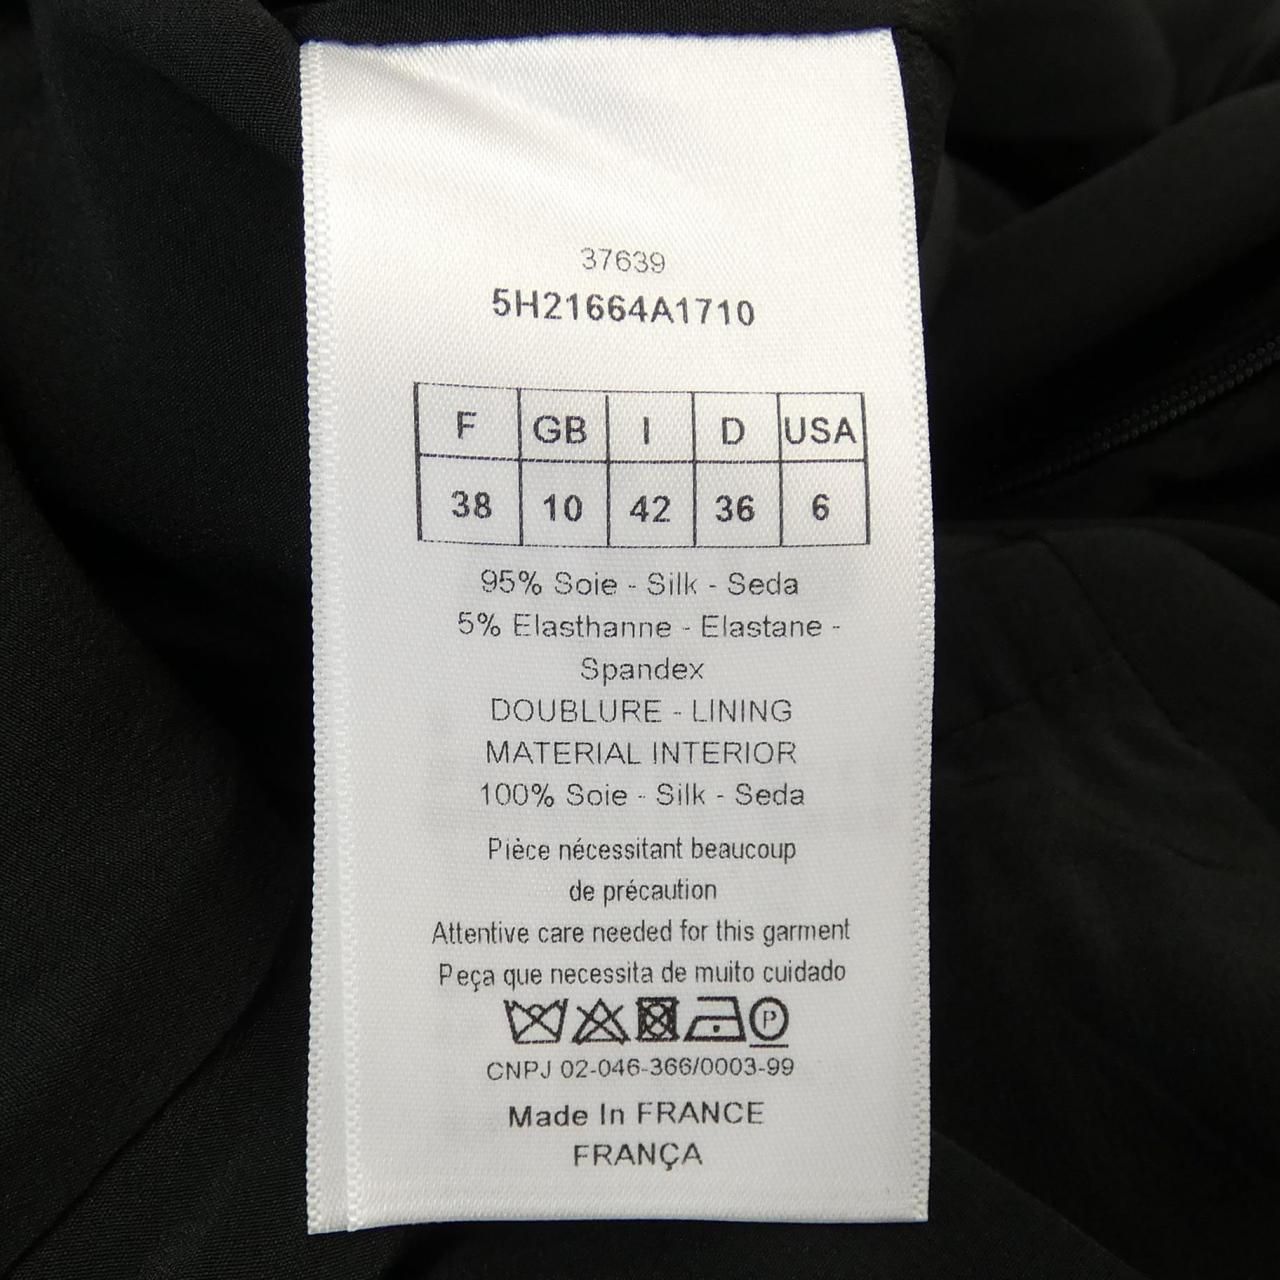 37639
5H21664A1710
F GB I D USA
38 10 42 36 6
95% Soie - Silk - Seda
5% Elasthanne - Elastane -
Spandex
DOUBLURE - LINING
MATERIAL INTERIOR
100% Soie - Silk - Seda
Pièce nécessitant beaucoup
de précaution
Attentive care needed for this garment
Peça que necessita de muito cuidado
P
CNPJ 02-046-366/0003-99
Made In FRANCE
FRANÇA